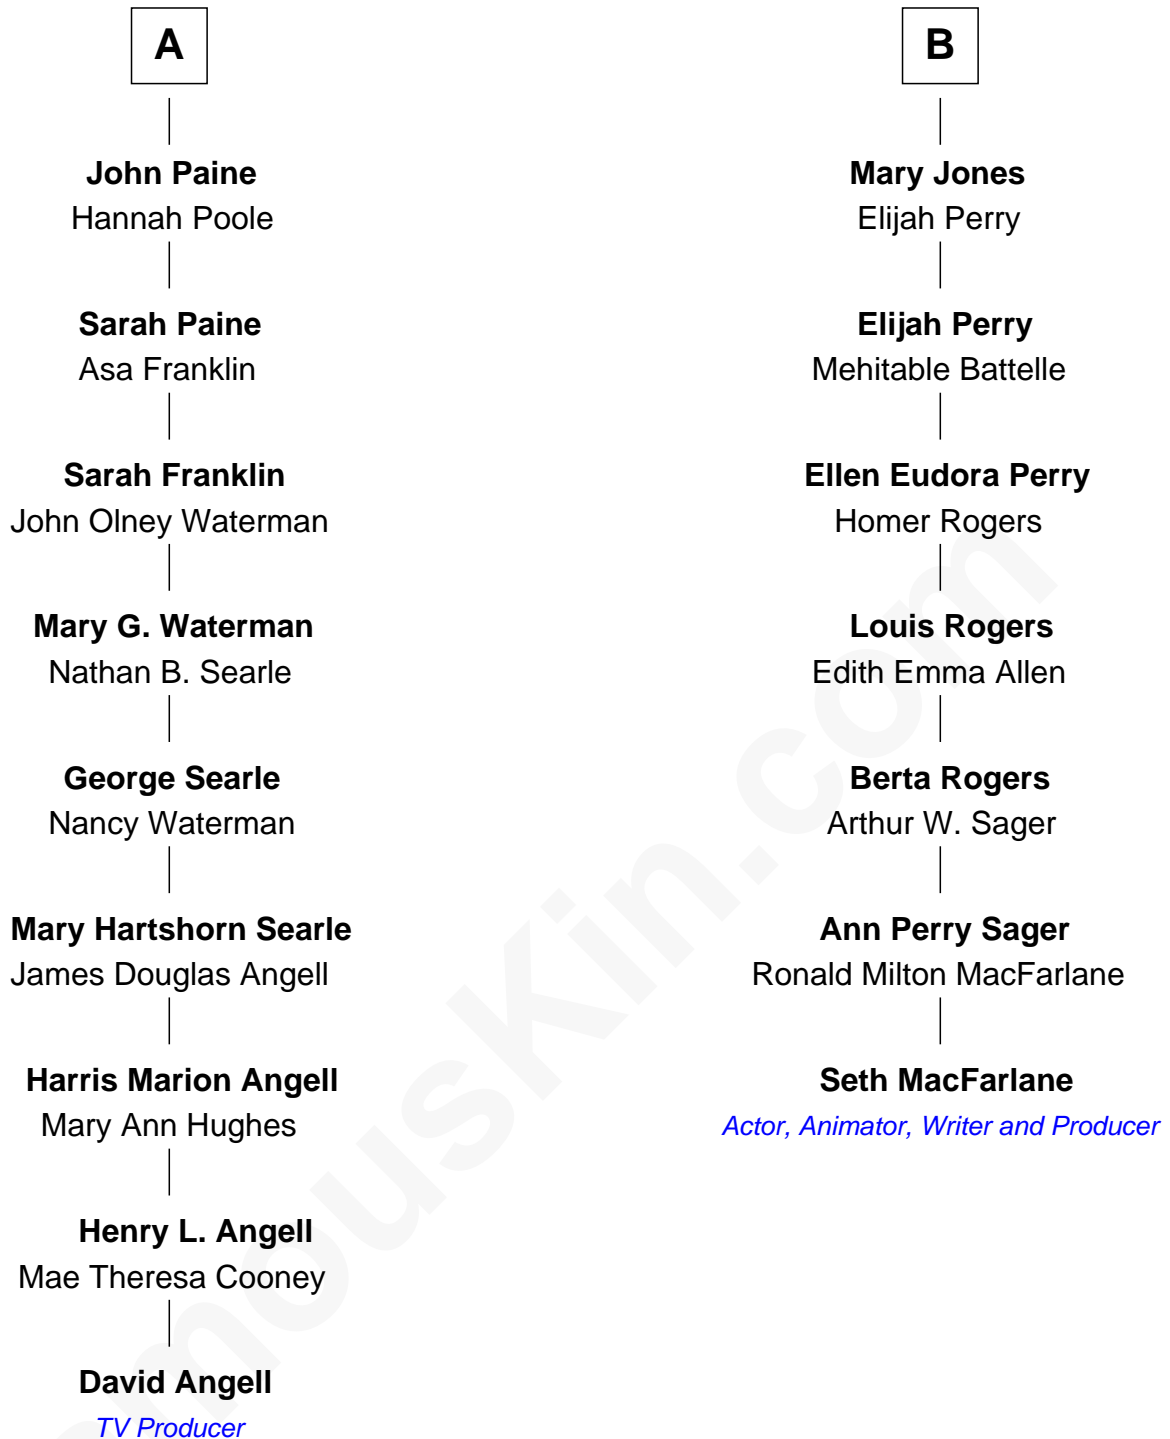 A
John Paine
Hannah Poole
Sarah Paine
Asa Franklin
Sarah Franklin
John Olney Waterman
Mary G. Waterman
Nathan B. Searle
George Searle
Nancy Waterman
Mary Hartshorn Searle
James Douglas Angell
Harris Marion Angell
Mary Ann Hughes
Henry L. Angell
Mae Theresa Cooney
David Angell
TV Producer
B
Mary Jones
Elijah Perry
Elijah Perry
Mehitable Battelle
Ellen Eudora Perry
Homer Rogers
Louis Rogers
Edith Emma Allen
Berta Rogers
Arthur W. Sager
Ann Perry Sager
Ronald Milton MacFarlane
Seth MacFarlane
Actor, Animator, Writer and Producer
mousKin.com